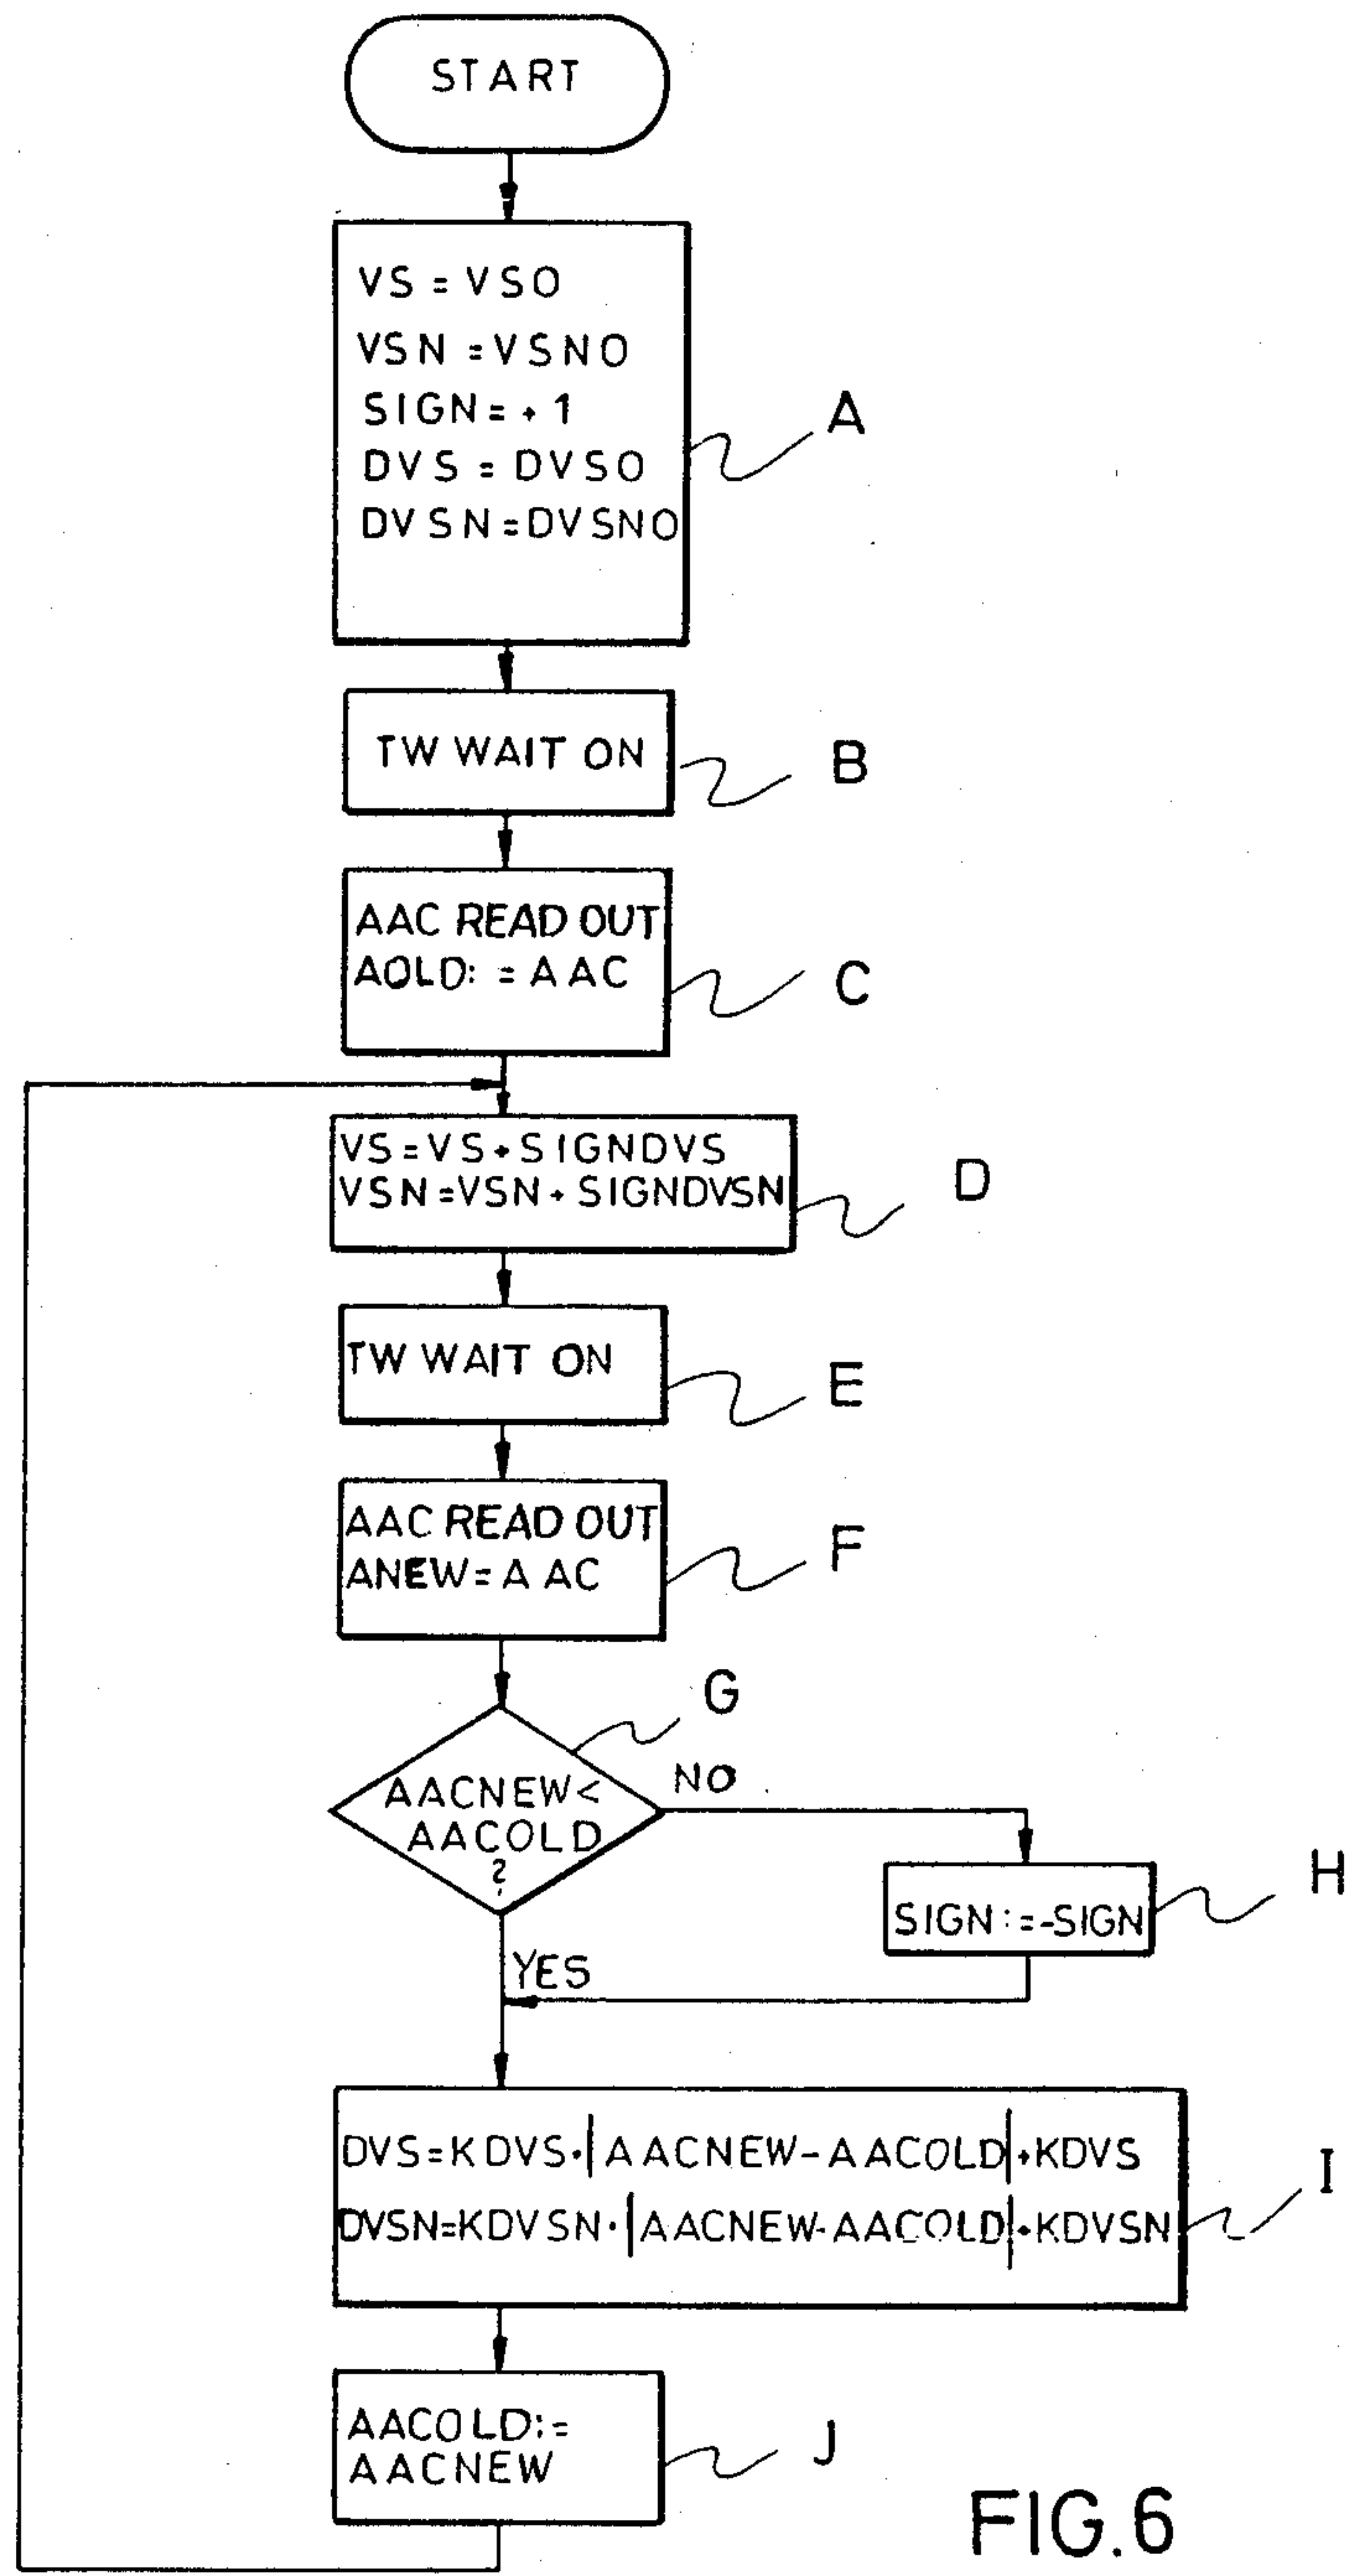 START
VS = VSO
VSN = VSNO
SIGN = + 1
DVS = DVSO
DVSN = DVSNO
A
TW WAIT ON
B
AAC READ OUT
AOLD: = AAC
C
VS = VS + SIGNDVS
VSN = VSN + SIGNDVSN
D
TW WAIT ON
E
AAC READ OUT
ANEW = AAC
F
G
AACNEW <
AACOLD
?
NO
H
SIGN := -SIGN
YES
DVS = KDVS · | AACNEW - AACOLD | + KDVS
DVSN = KDVSN · | AACNEW - AACOLD | + KDVSN
I
AACOLD :=
AACNEW
J
FIG. 6